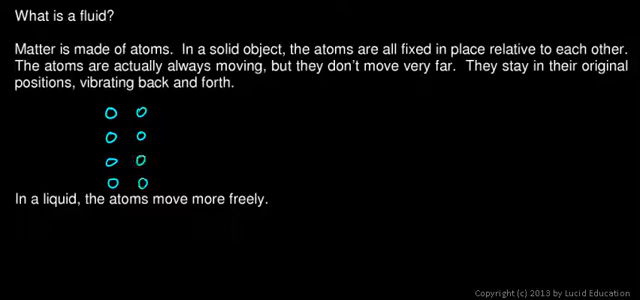 What is a fluid?
Matter is made of atoms.  In a solid object, the atoms are all fixed in place relative to each other.
The atoms are actually always moving, but they don't move very far.  They stay in their original
positions, vibrating back and forth.
In a liquid, the atoms move more freely.
Copyright (c) 2013 by Lucid Education